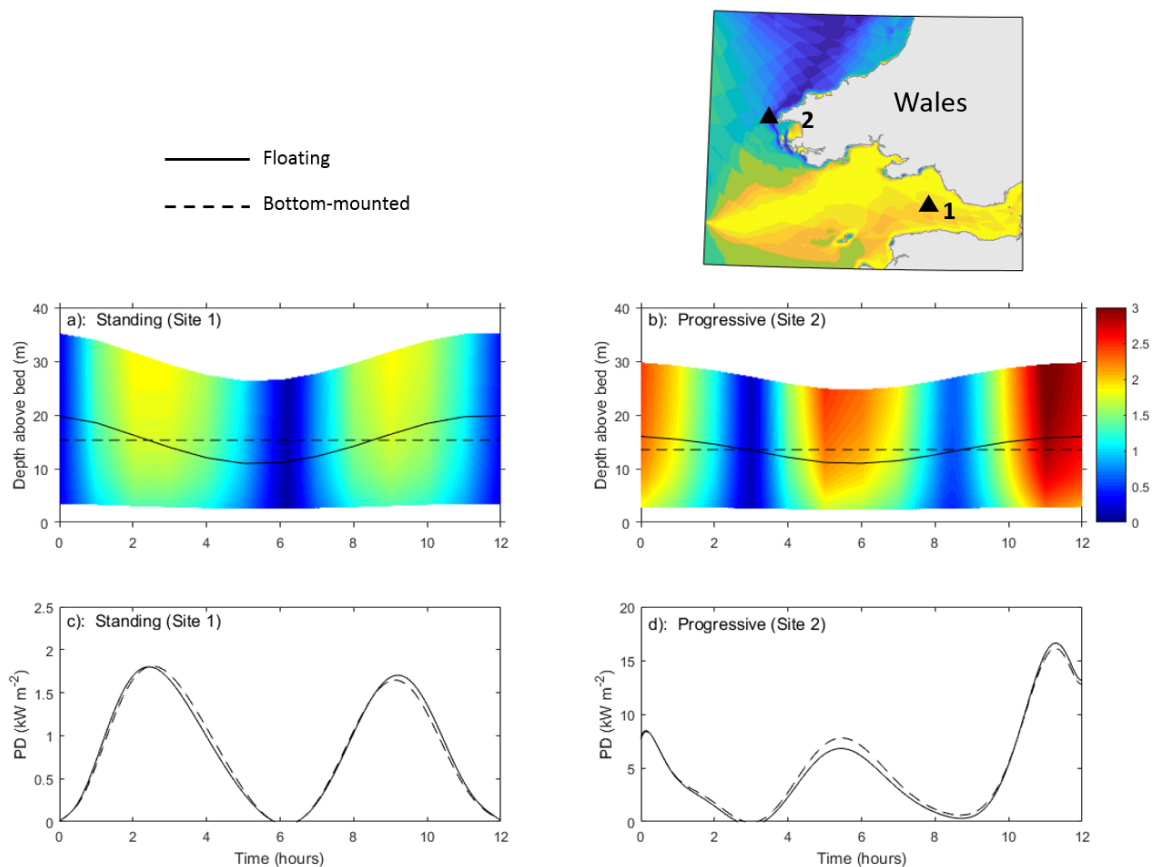 Wales
2
1
Floating
Bottom-mounted
a): Standing (Site 1)
Depth above bed (m)
40
30
20
10
0
0 2 4 6 8 10 12
b): Progressive (Site 2)
Depth above bed (m)
40
30
20
10
0
0 2 4 6 8 10 12
3
2.5
2
1.5
1
0.5
0
c): Standing (Site 1)
PD (kW m⁻²)
2.5
2
1.5
1
0.5
0
0 2 4 6 8 10 12
Time (hours)
d): Progressive (Site 2)
PD (kW m⁻²)
20
15
10
5
0
0 2 4 6 8 10 12
Time (hours)